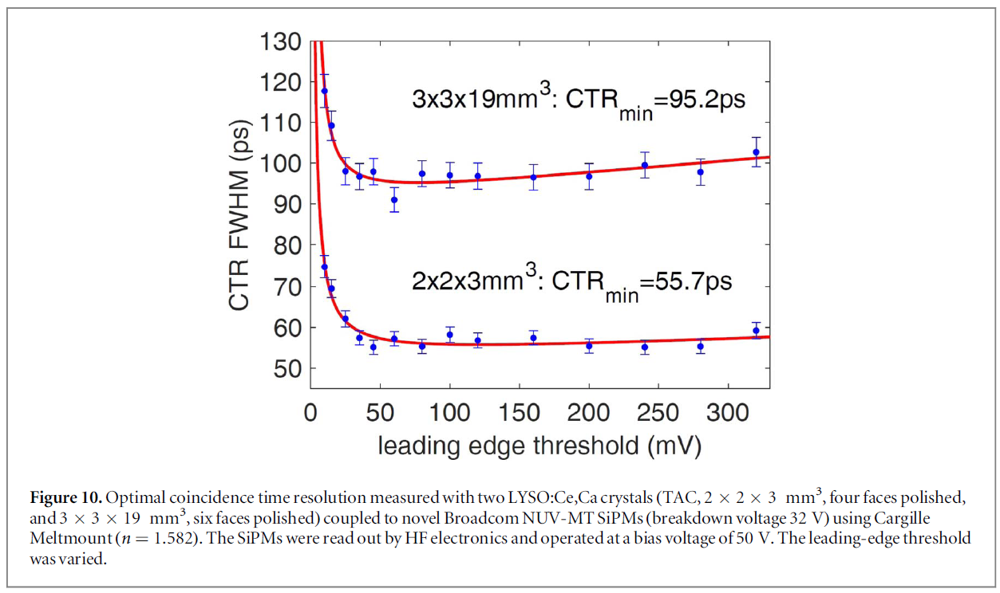 130
120
110
100
90
80
70
60
50
CTR FWHM (ps)
3x3x19mm³: CTRmin=95.2ps
2x2x3mm³: CTRmin=55.7ps
0 50 100 150 200 250 300
leading edge threshold (mV)
Figure 10. Optimal coincidence time resolution measured with two LYSO:Ce,Ca crystals (TAC, 2 × 2 × 3 mm³, four faces polished,
and 3 × 3 × 19 mm³, six faces polished) coupled to novel Broadcom NUV-MT SiPMs (breakdown voltage 32 V) using Cargille
Meltmount (n = 1.582). The SiPMs were read out by HF electronics and operated at a bias voltage of 50 V. The leading-edge threshold
was varied.